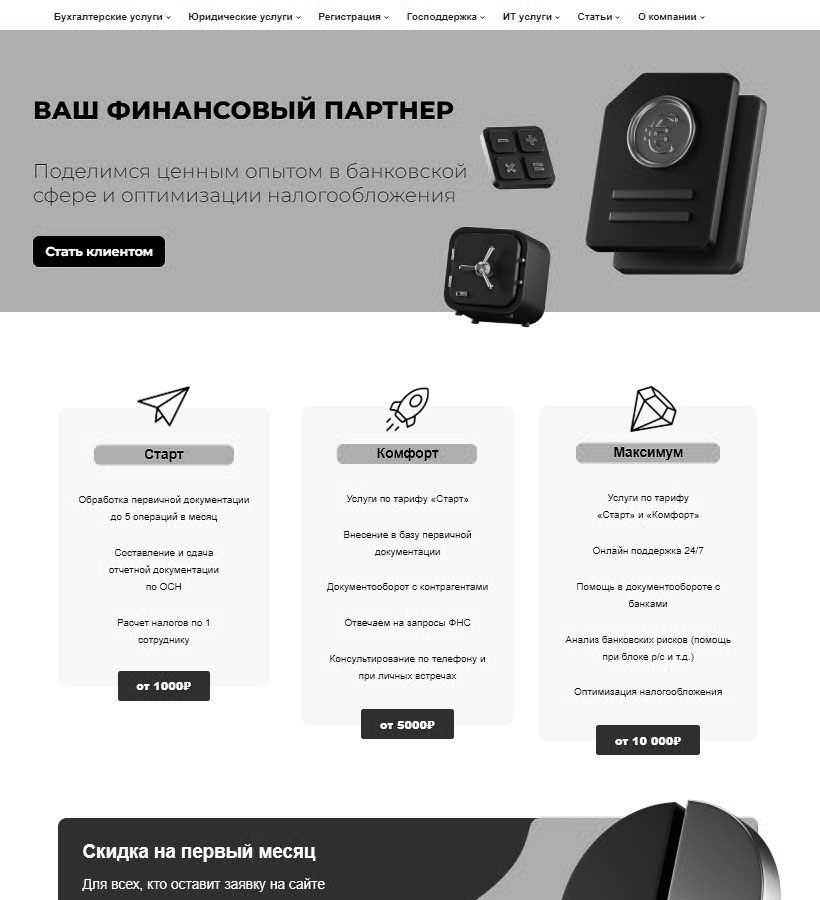 Бухгалтерские услуги Юридические услуги Регистрация Господдержка ИТ услуги Статьи О компании
ВАШ ФИНАНСОВЫЙ ПАРТНЕР
Поделимся ценным опытом в банковской
сфере и оптимизации налогообложения
Стать клиентом
Старт
Обработка первичной документации
до 5 операций в месяц
Составление и сдача
отчетной документации
по ОСН
Расчет налогов по 1
сотруднику
от 1000₽
Комфорт
Услуги по тарифу «Старт»
Внесение в базу первичной
документации
Документооборот с контрагентами
Отвечаем на запросы ФНС
Консультирование по телефону и
при личных встречах
от 5000₽
Максимум
Услуги по тарифу
«Старт» и «Комфорт»
Онлайн поддержка 24/7
Помощь в документообороте с
банками
Анализ банковских рисков (помощь
при блоке р/с и т.д.)
Оптимизация налогообложения
от 10 000₽
Скидка на первый месяц
Для всех, кто оставит заявку на сайте